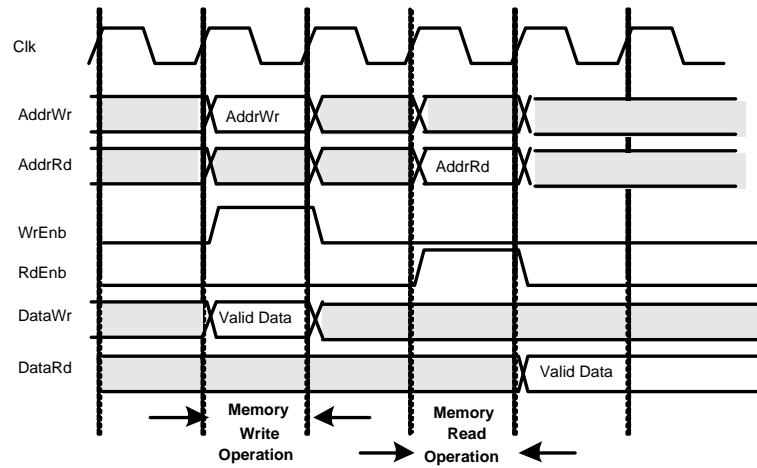 Clk
AddrWr
AddrWr
AddrRd
AddrRd
WrEnb
RdEnb
DataWr
Valid Data
DataRd
Valid Data
Memory
Write
Operation
Memory
Read
Operation